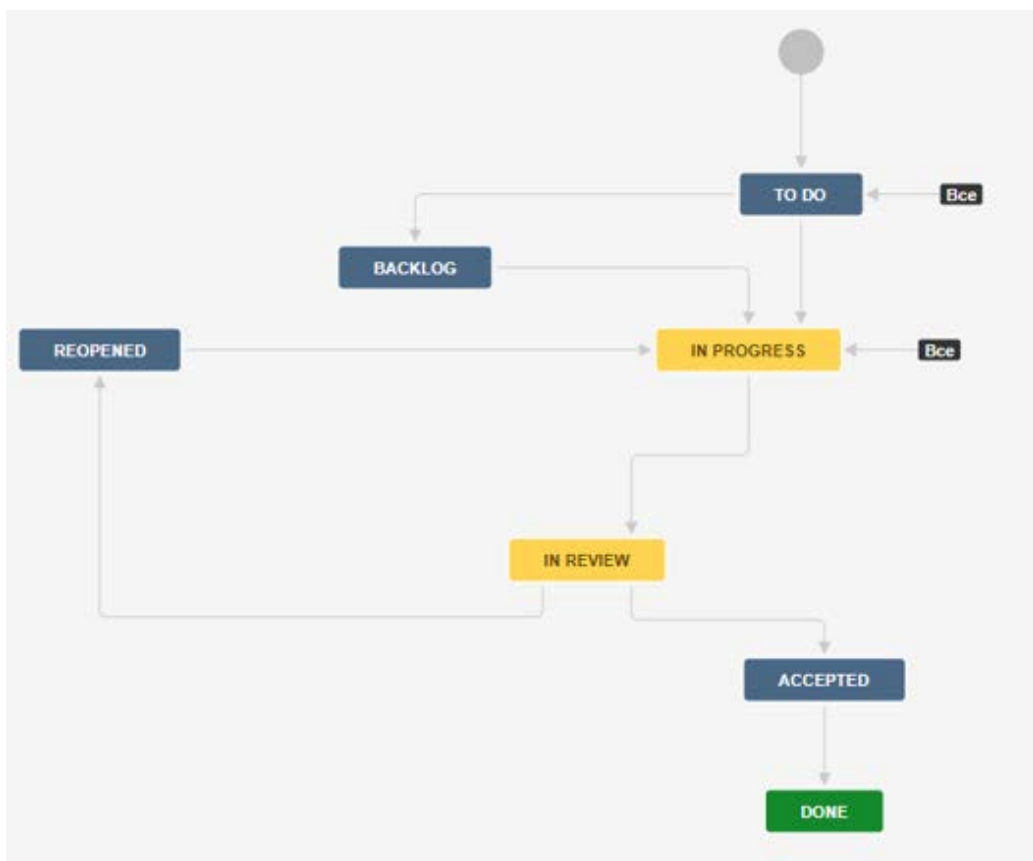 TO DO
Все
BACKLOG
REOPENED
IN PROGRESS
Все
IN REVIEW
ACCEPTED
DONE